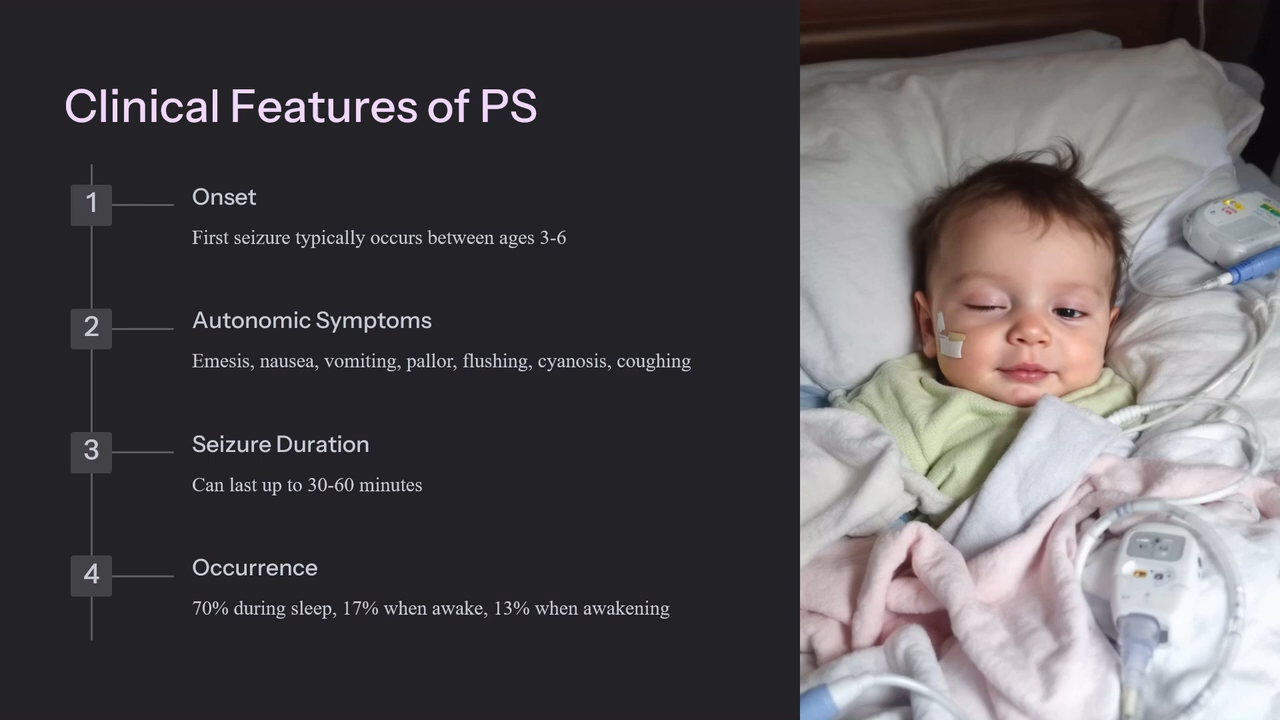 Clinical Features of PS
1
Onset
First seizure typically occurs between ages 3-6
2
Autonomic Symptoms
Emesis, nausea, vomiting, pallor, flushing, cyanosis, coughing
3
Seizure Duration
Can last up to 30-60 minutes
4
Occurrence
70% during sleep, 17% when awake, 13% when awakening